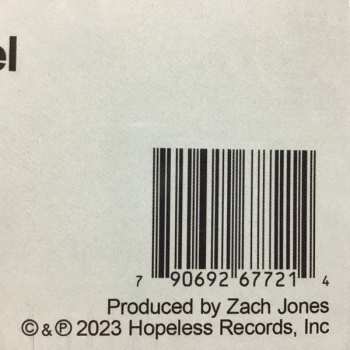 el
7 90692 67721 4
Produced by Zach Jones
© & ℗ 2023 Hopeless Records, Inc